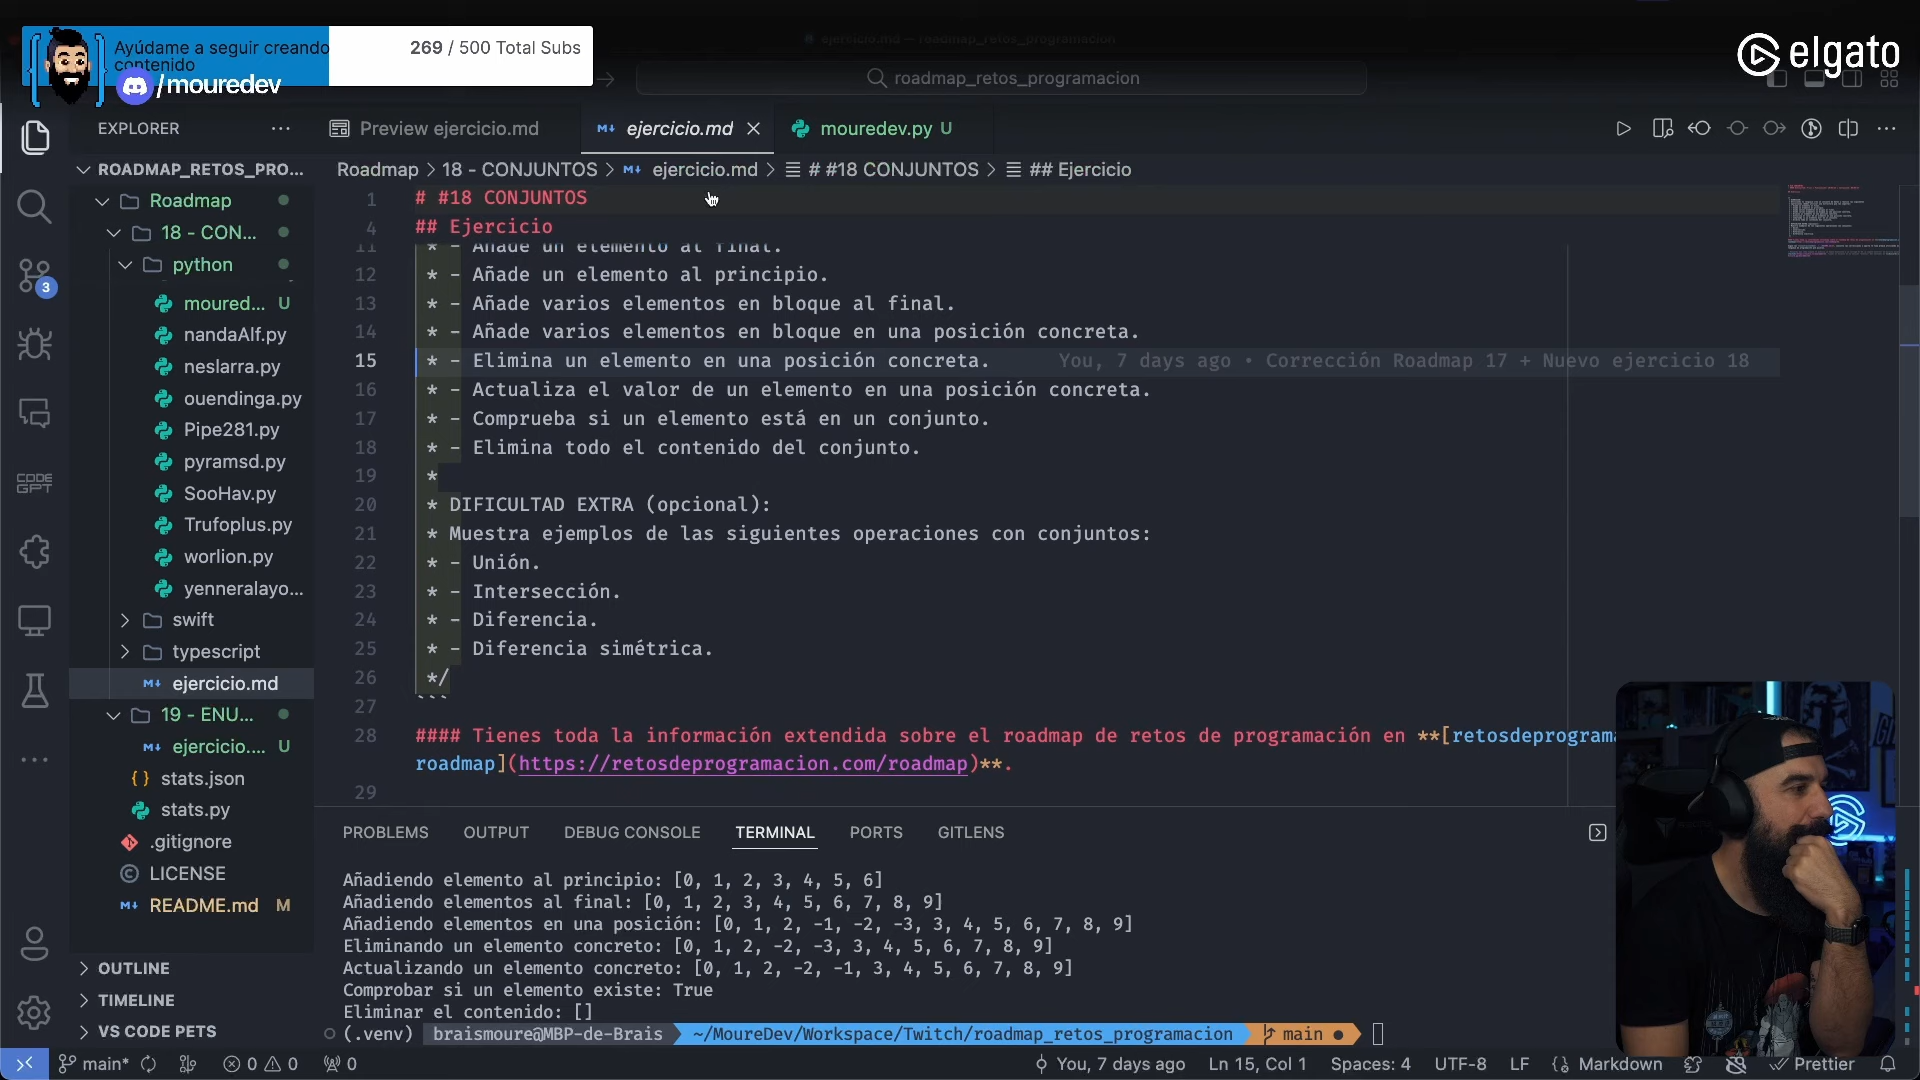 Ayúdame a seguir creando
contenido
/mouredev
269 / 500 Total Subs
ejercicio.md — roadmap_retos_programacion
roadmap_retos_programacion
elgato
EXPLORER
Preview ejercicio.md
ejercicio.md
mouredev.py U
ROADMAP_RETOS_PRO...
Roadmap > 18 - CONJUNTOS > ejercicio.md > # #18 CONJUNTOS > ## Ejercicio
Roadmap
18 - CON...
python
moured... U
nandaAlf.py
neslarra.py
ouendinga.py
Pipe281.py
pyramsd.py
SooHav.py
Trufoplus.py
worlion.py
yenneralayo...
swift
typescript
ejercicio.md
19 - ENU...
ejercicio.... U
stats.json
stats.py
.gitignore
LICENSE
README.md M
OUTLINE
TIMELINE
VS CODE PETS
3
CODE
GPT
1 # #18 CONJUNTOS
4 ## Ejercicio
11 * - Añade un elemento al final.
12 * - Añade un elemento al principio.
13 * - Añade varios elementos en bloque al final.
14 * - Añade varios elementos en bloque en una posición concreta.
15 * - Elimina un elemento en una posición concreta. You, 7 days ago • Corrección Roadmap 17 + Nuevo ejercicio 18
16 * - Actualiza el valor de un elemento en una posición concreta.
17 * - Comprueba si un elemento está en un conjunto.
18 * - Elimina todo el contenido del conjunto.
19 *
20 * DIFICULTAD EXTRA (opcional):
21 * Muestra ejemplos de las siguientes operaciones con conjuntos:
22 * - Unión.
23 * - Intersección.
24 * - Diferencia.
25 * - Diferencia simétrica.
26 */
27 ```
28 #### Tienes toda la información extendida sobre el roadmap de retos de programación en **[retosdeprograma
roadmap](https://retosdeprogramacion.com/roadmap)**.
29
PROBLEMS OUTPUT DEBUG CONSOLE TERMINAL PORTS GITLENS
Añadiendo elemento al principio: [0, 1, 2, 3, 4, 5, 6]
Añadiendo elementos al final: [0, 1, 2, 3, 4, 5, 6, 7, 8, 9]
Añadiendo elementos en una posición: [0, 1, 2, -1, -2, -3, 3, 4, 5, 6, 7, 8, 9]
Eliminando un elemento concreto: [0, 1, 2, -2, -3, 3, 4, 5, 6, 7, 8, 9]
Actualizando un elemento concreto: [0, 1, 2, -2, -1, 3, 4, 5, 6, 7, 8, 9]
Comprobar si un elemento existe: True
Eliminar el contenido: []
(.venv) braismoure@MBP-de-Brais ~/MoureDev/Workspace/Twitch/roadmap_retos_programacion main ●
main* 0 0 0 You, 7 days ago Ln 15, Col 1 Spaces: 4 UTF-8 LF Markdown Prettier